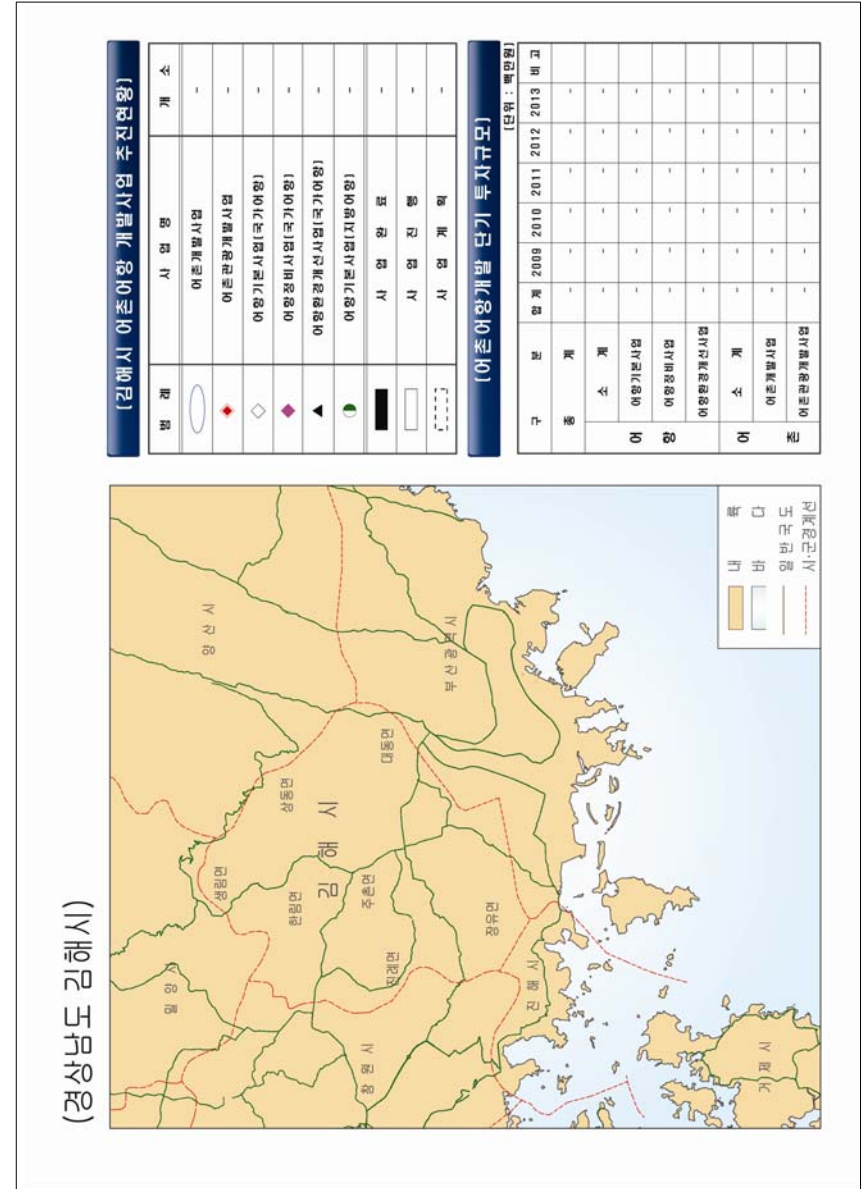 (경상남도 김해시)
밀 양 시
양 산 시
생림면
상동면
한림면
김 해 시
대동면
주촌면
진례면
창 원 시
장유면
부산광역시
진 해 시
거 제 시
내 륙
바 다
일 반 국 도
시·군경계선
[김해시 어촌어항 개발사업 추진현황]
범 례 사 업 명 개 소
어촌개발사업 -
어촌관광개발사업 -
어항기본사업[국가어항] -
어항정비사업[국가어항] -
어항환경개선사업[국가어항] -
어항기본사업[지방어항] -
사 업 완 료 -
사 업 진 행 -
사 업 계 획 -
[어촌어항개발 단기 투자규모]
[단위 : 백만원]
구 분 합 계 2009 2010 2011 2012 2013 비 고
총 계 - - - - - -
어 항 소 계 - - - - - -
어항기본사업 - - - - - -
어항정비사업 - - - - - -
어항환경개선사업 - - - - - -
어 촌 소 계 - - - - - -
어촌개발사업 - - - - - -
어촌관광개발사업 - - - - - -